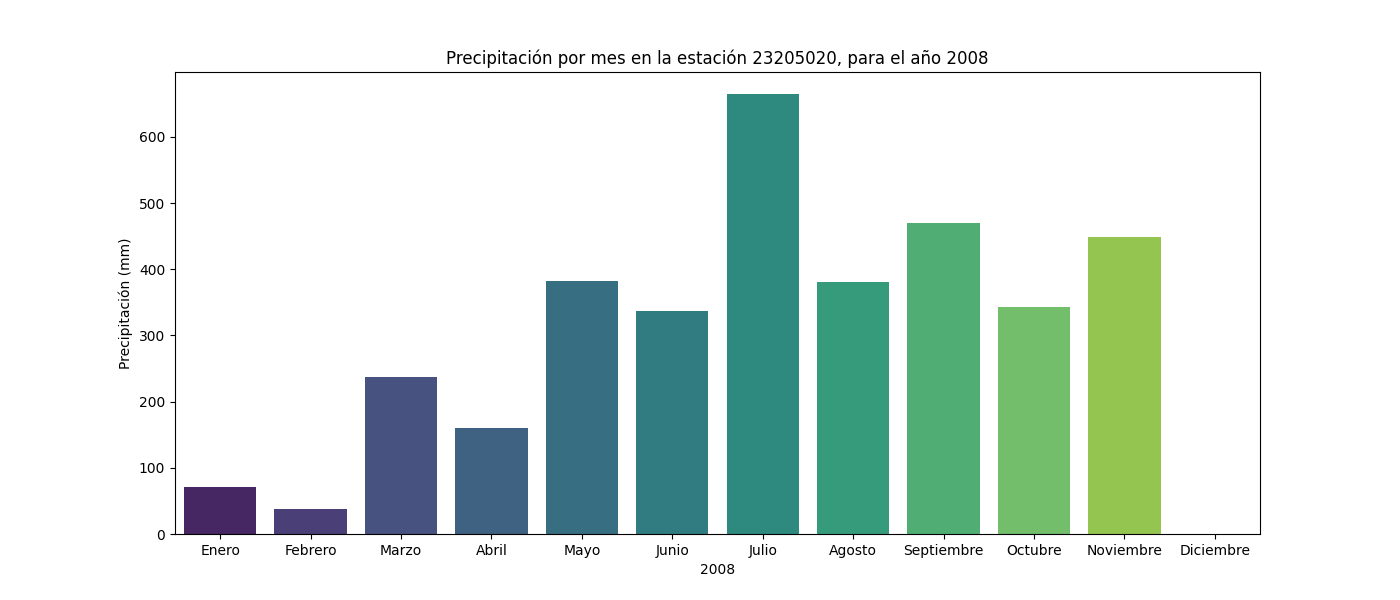 Precipitación por mes en la estación 23205020, para el año 2008
Precipitación (mm)
600
500
400
300
200
100
0
Enero Febrero Marzo Abril Mayo Junio Julio Agosto Septiembre Octubre Noviembre Diciembre
2008